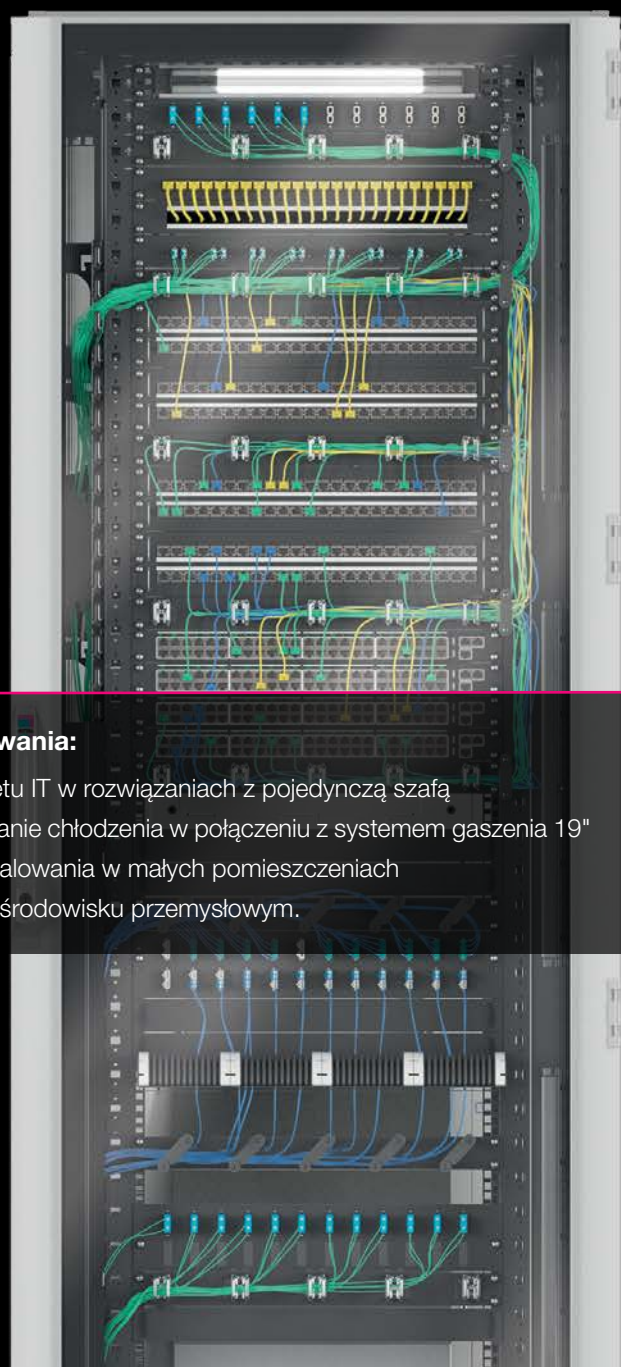 wania:
etu IT w rozwiązaniach z pojedynczą szafą
anie chłodzenia w połączeniu z systemem gaszenia 19"
alowania w małych pomieszczeniach
środowisku przemysłowym.